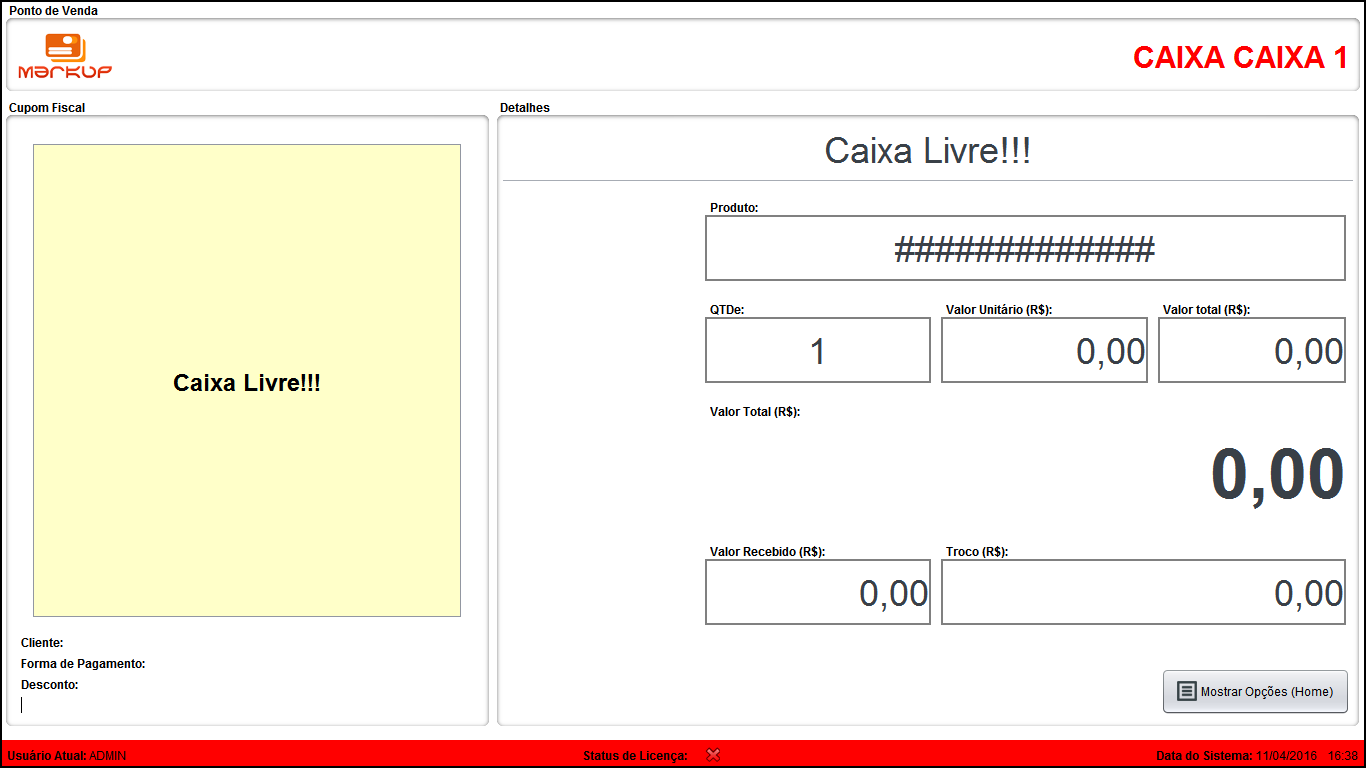 Ponto de Venda
MARKUP
CAIXA CAIXA 1
Cupom Fiscal
Caixa Livre!!!
Cliente:
Forma de Pagamento:
Desconto:
Detalhes
Caixa Livre!!!
Produto:
#############
QTDe: Valor Unitário (R$): Valor total (R$):
1 0,00 0,00
Valor Total (R$):
0,00
Valor Recebido (R$): Troco (R$):
0,00 0,00
Mostrar Opções (Home)
Usuário Atual: ADMIN Status de Licença: Data do Sistema: 11/04/2016 16:38